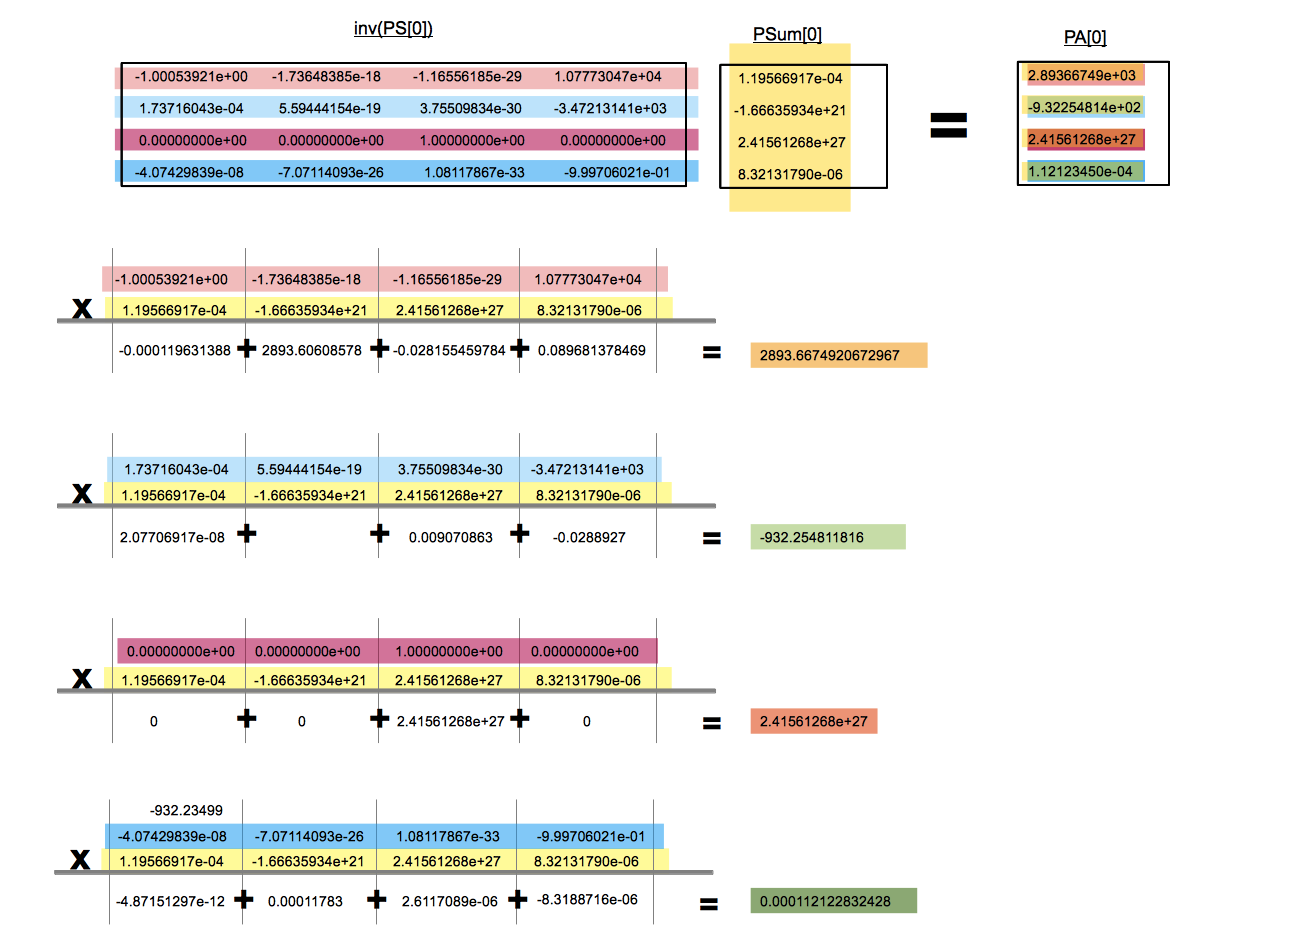 inv(PS[0]) PSum[0] PA[0]
-1.00053921e+00 -1.73648385e-18 -1.16556185e-29 1.07773047e+04 1.19566917e-04 2.89366749e+03
1.73716043e-04 5.59444154e-19 3.75509834e-30 -3.47213141e+03 -1.66635934e+21 = -9.32254814e+02
0.00000000e+00 0.00000000e+00 1.00000000e+00 0.00000000e+00 2.41561268e+27 2.41561268e+27
-4.07429839e-08 -7.07114093e-26 1.08117867e-33 -9.99706021e-01 8.32131790e-06 1.12123450e-04
-1.00053921e+00 -1.73648385e-18 -1.16556185e-29 1.07773047e+04
x 1.19566917e-04 -1.66635934e+21 2.41561268e+27 8.32131790e-06
-0.000119631388 + 2893.60608578 + -0.028155459784 + 0.089681378469 = 2893.6674920672967
1.73716043e-04 5.59444154e-19 3.75509834e-30 -3.47213141e+03
x 1.19566917e-04 -1.66635934e+21 2.41561268e+27 8.32131790e-06
2.07706917e-08 + + 0.009070863 + -0.0288927 = -932.254811816
0.00000000e+00 0.00000000e+00 1.00000000e+00 0.00000000e+00
x 1.19566917e-04 -1.66635934e+21 2.41561268e+27 8.32131790e-06
0 + 0 + 2.41561268e+27 + 0 = 2.41561268e+27
-932.23499
-4.07429839e-08 -7.07114093e-26 1.08117867e-33 -9.99706021e-01
x 1.19566917e-04 -1.66635934e+21 2.41561268e+27 8.32131790e-06
-4.87151297e-12 + 0.00011783 + 2.6117089e-06 + -8.3188716e-06 = 0.000112122832428